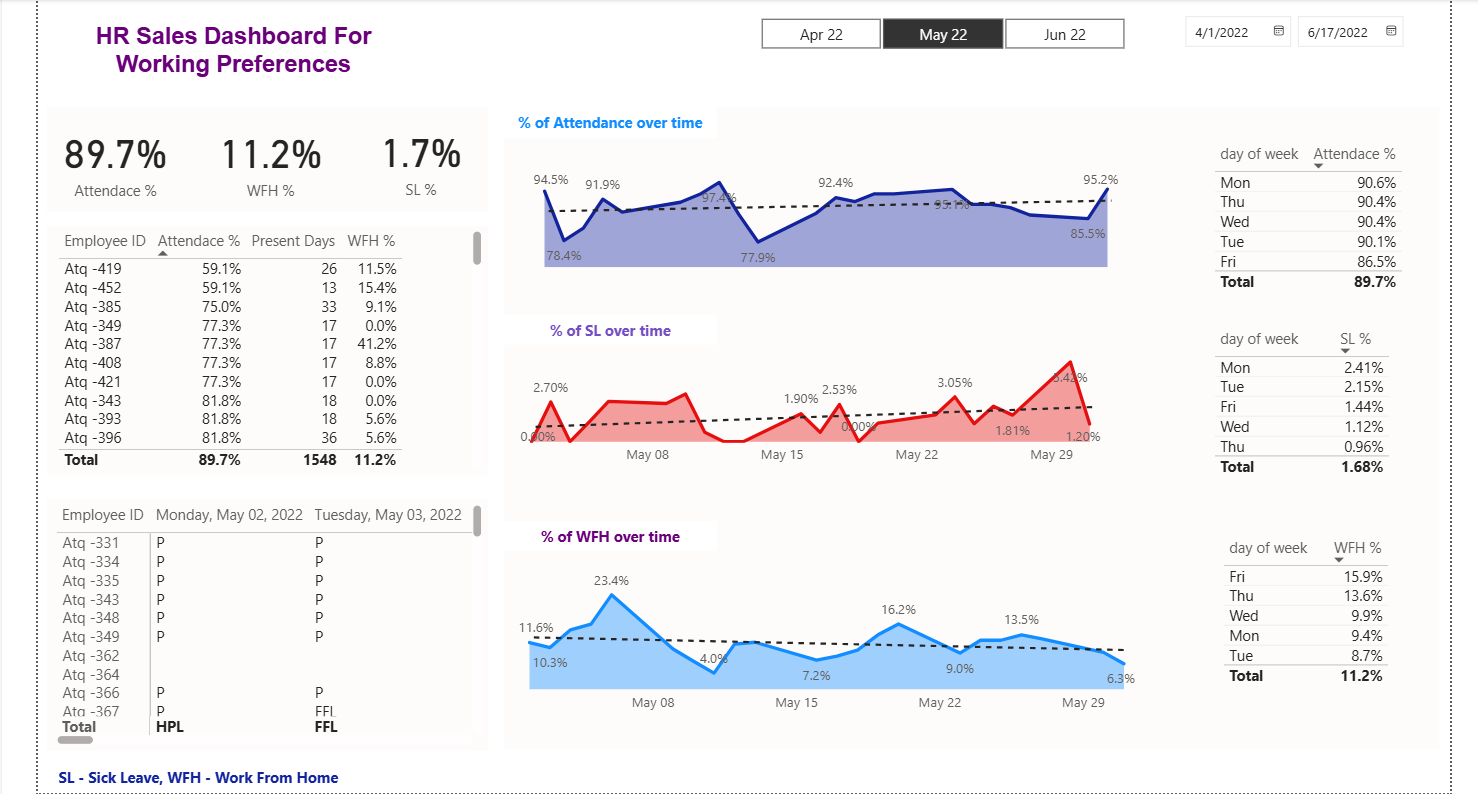 HR Sales Dashboard For
Working Preferences
Apr 22
May 22
Jun 22
4/1/2022
6/17/2022
89.7%
Attendace %
11.2%
WFH %
1.7%
SL %
Employee ID Attendace % Present Days WFH %
Atq -419 59.1% 26 11.5%
Atq -452 59.1% 13 15.4%
Atq -385 75.0% 33 9.1%
Atq -349 77.3% 17 0.0%
Atq -387 77.3% 17 41.2%
Atq -408 77.3% 17 8.8%
Atq -421 77.3% 17 0.0%
Atq -343 81.8% 18 0.0%
Atq -393 81.8% 18 5.6%
Atq -396 81.8% 36 5.6%
Total 89.7% 1548 11.2%
Employee ID Monday, May 02, 2022 Tuesday, May 03, 2022
Atq -331 P P
Atq -334 P P
Atq -335 P P
Atq -343 P P
Atq -348 P P
Atq -349 P P
Atq -362
Atq -364
Atq -366 P P
Atq -367 P FFL
Total HPL FFL
% of Attendance over time
94.5% 91.9% 97.4% 92.4% 95.1% 95.2%
78.4% 77.9% 85.5%
% of SL over time
2.70% 1.90% 2.53% 3.05% 5.42%
0.00% 0.00% 1.81% 1.20%
May 08 May 15 May 22 May 29
% of WFH over time
11.6% 23.4% 16.2% 13.5%
10.3% 4.0% 7.2% 9.0% 6.3%
May 08 May 15 May 22 May 29
day of week Attendace %
Mon 90.6%
Thu 90.4%
Wed 90.4%
Tue 90.1%
Fri 86.5%
Total 89.7%
day of week SL %
Mon 2.41%
Tue 2.15%
Fri 1.44%
Wed 1.12%
Thu 0.96%
Total 1.68%
day of week WFH %
Fri 15.9%
Thu 13.6%
Wed 9.9%
Mon 9.4%
Tue 8.7%
Total 11.2%
SL - Sick Leave, WFH - Work From Home